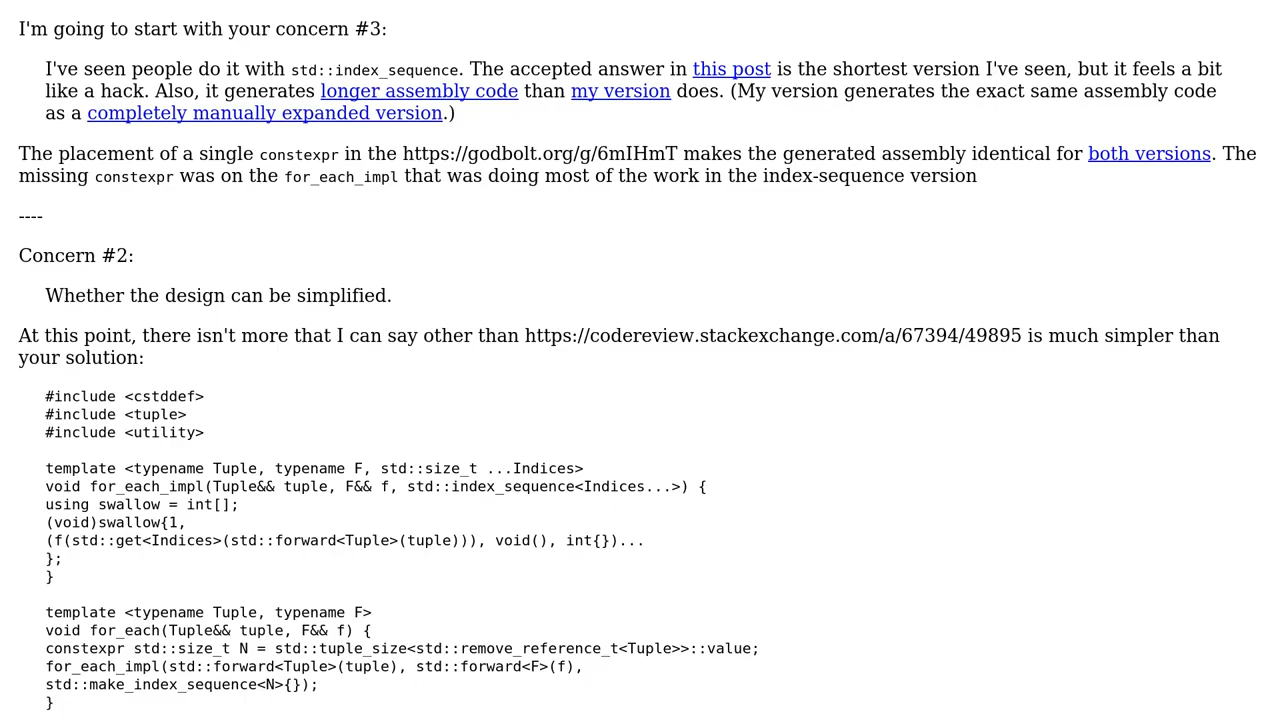 I'm going to start with your concern #3:
I've seen people do it with std::index_sequence. The accepted answer in this post is the shortest version I've seen, but it feels a bit
like a hack. Also, it generates longer assembly code than my version does. (My version generates the exact same assembly code
as a completely manually expanded version.)
The placement of a single constexpr in the https://godbolt.org/g/6mIHmT makes the generated assembly identical for both versions. The
missing constexpr was on the for_each_impl that was doing most of the work in the index-sequence version
----
Concern #2:
Whether the design can be simplified.
At this point, there isn't more that I can say other than https://codereview.stackexchange.com/a/67394/49895 is much simpler than
your solution:
#include <cstddef>
#include <tuple>
#include <utility>
template <typename Tuple, typename F, std::size_t ...Indices>
void for_each_impl(Tuple&& tuple, F&& f, std::index_sequence<Indices...>) {
using swallow = int[];
(void)swallow{1,
(f(std::get<Indices>(std::forward<Tuple>(tuple))), void(), int{})...
};
}
template <typename Tuple, typename F>
void for_each(Tuple&& tuple, F&& f) {
constexpr std::size_t N = std::tuple_size<std::remove_reference_t<Tuple>>::value;
for_each_impl(std::forward<Tuple>(tuple), std::forward<F>(f),
std::make_index_sequence<N>{});
}